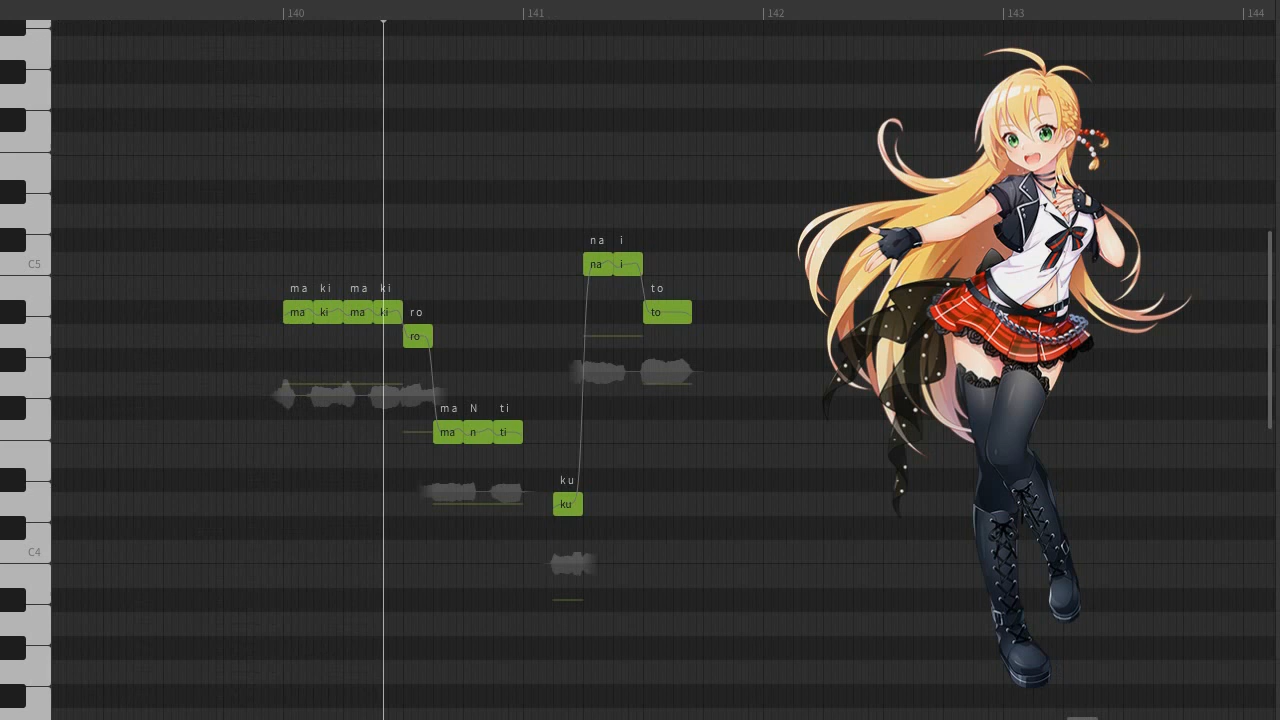 140 141 142 143 144
na i
C5 na i
ma ki ma ki to
ma ki ma ki ro to
ro
ma N ti
ma n ti
ku
ku
C4